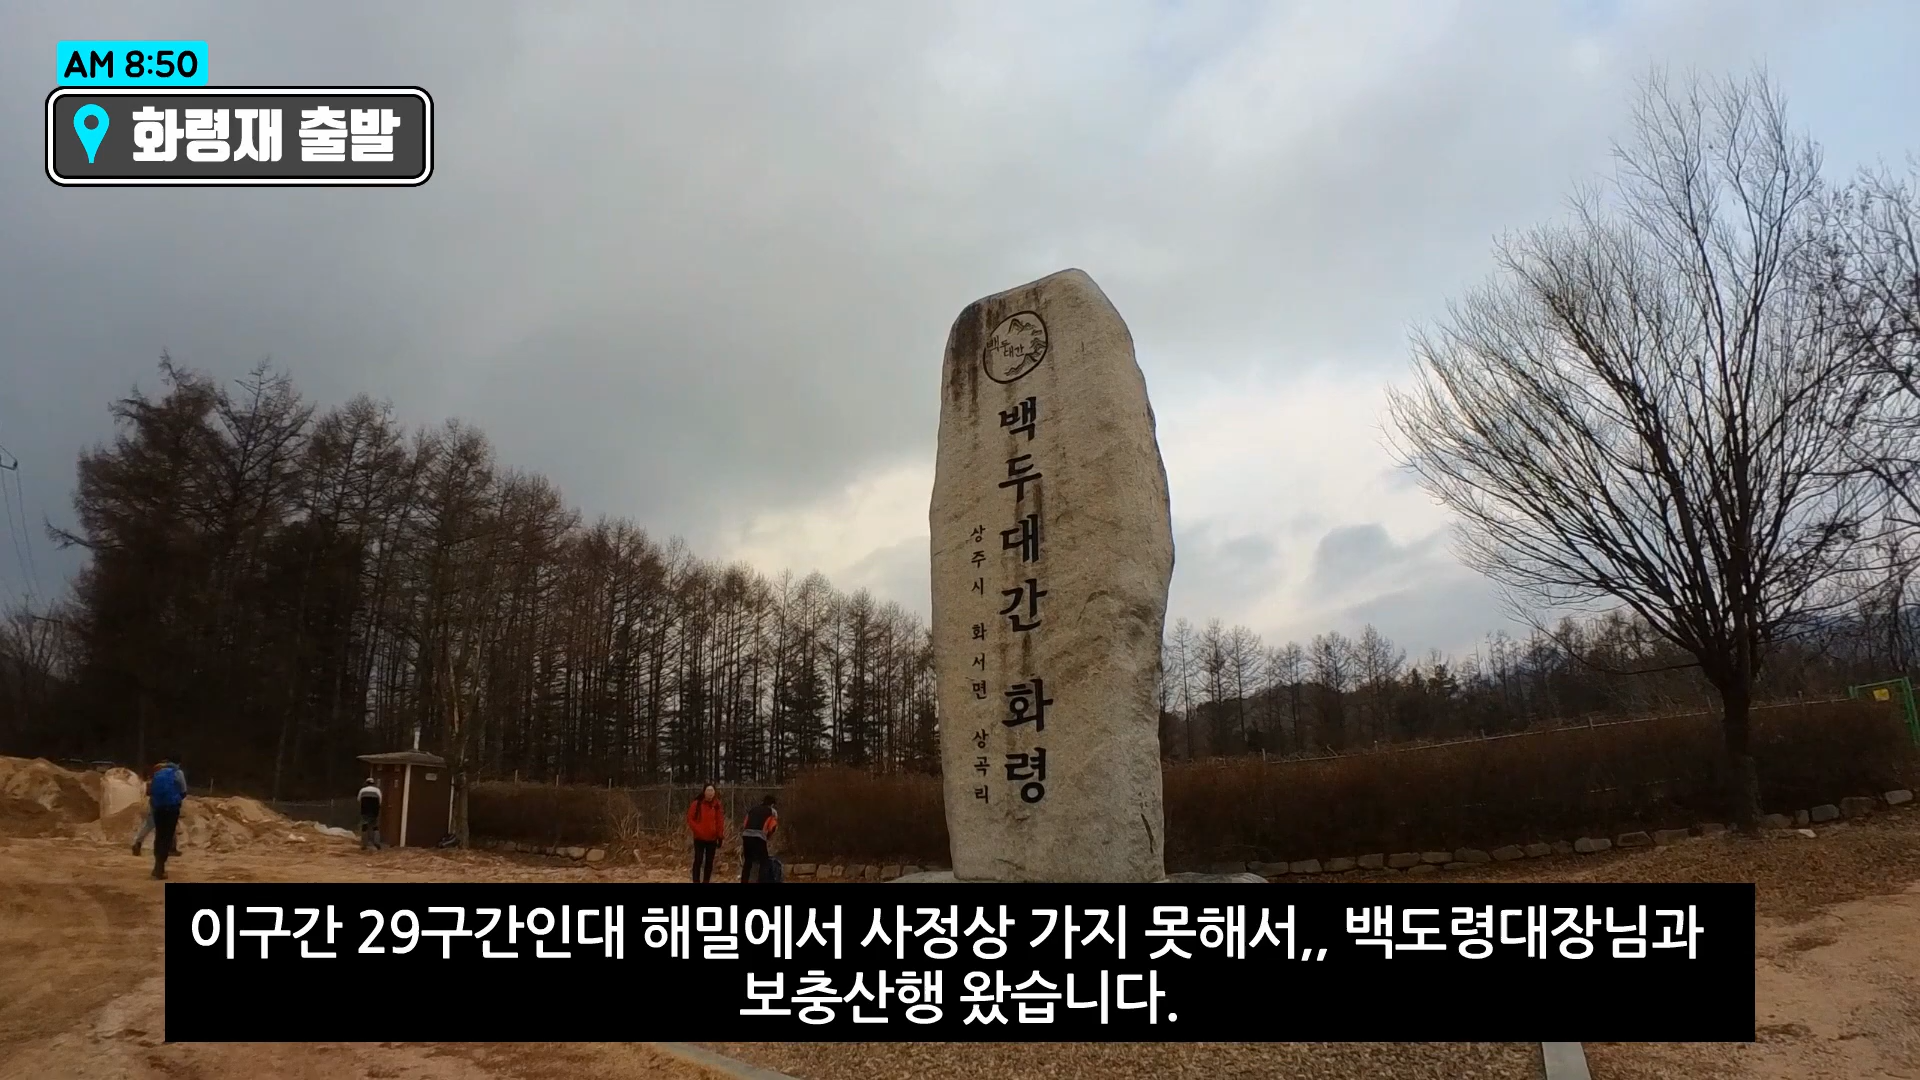 AM 8:50
화령재 출발
백두
대간
백두대간 화령
상주시 화서면 상곡리
이구간 29구간인대 해밀에서 사정상 가지 못해서,, 백도령대장님과
보충산행 왔습니다.